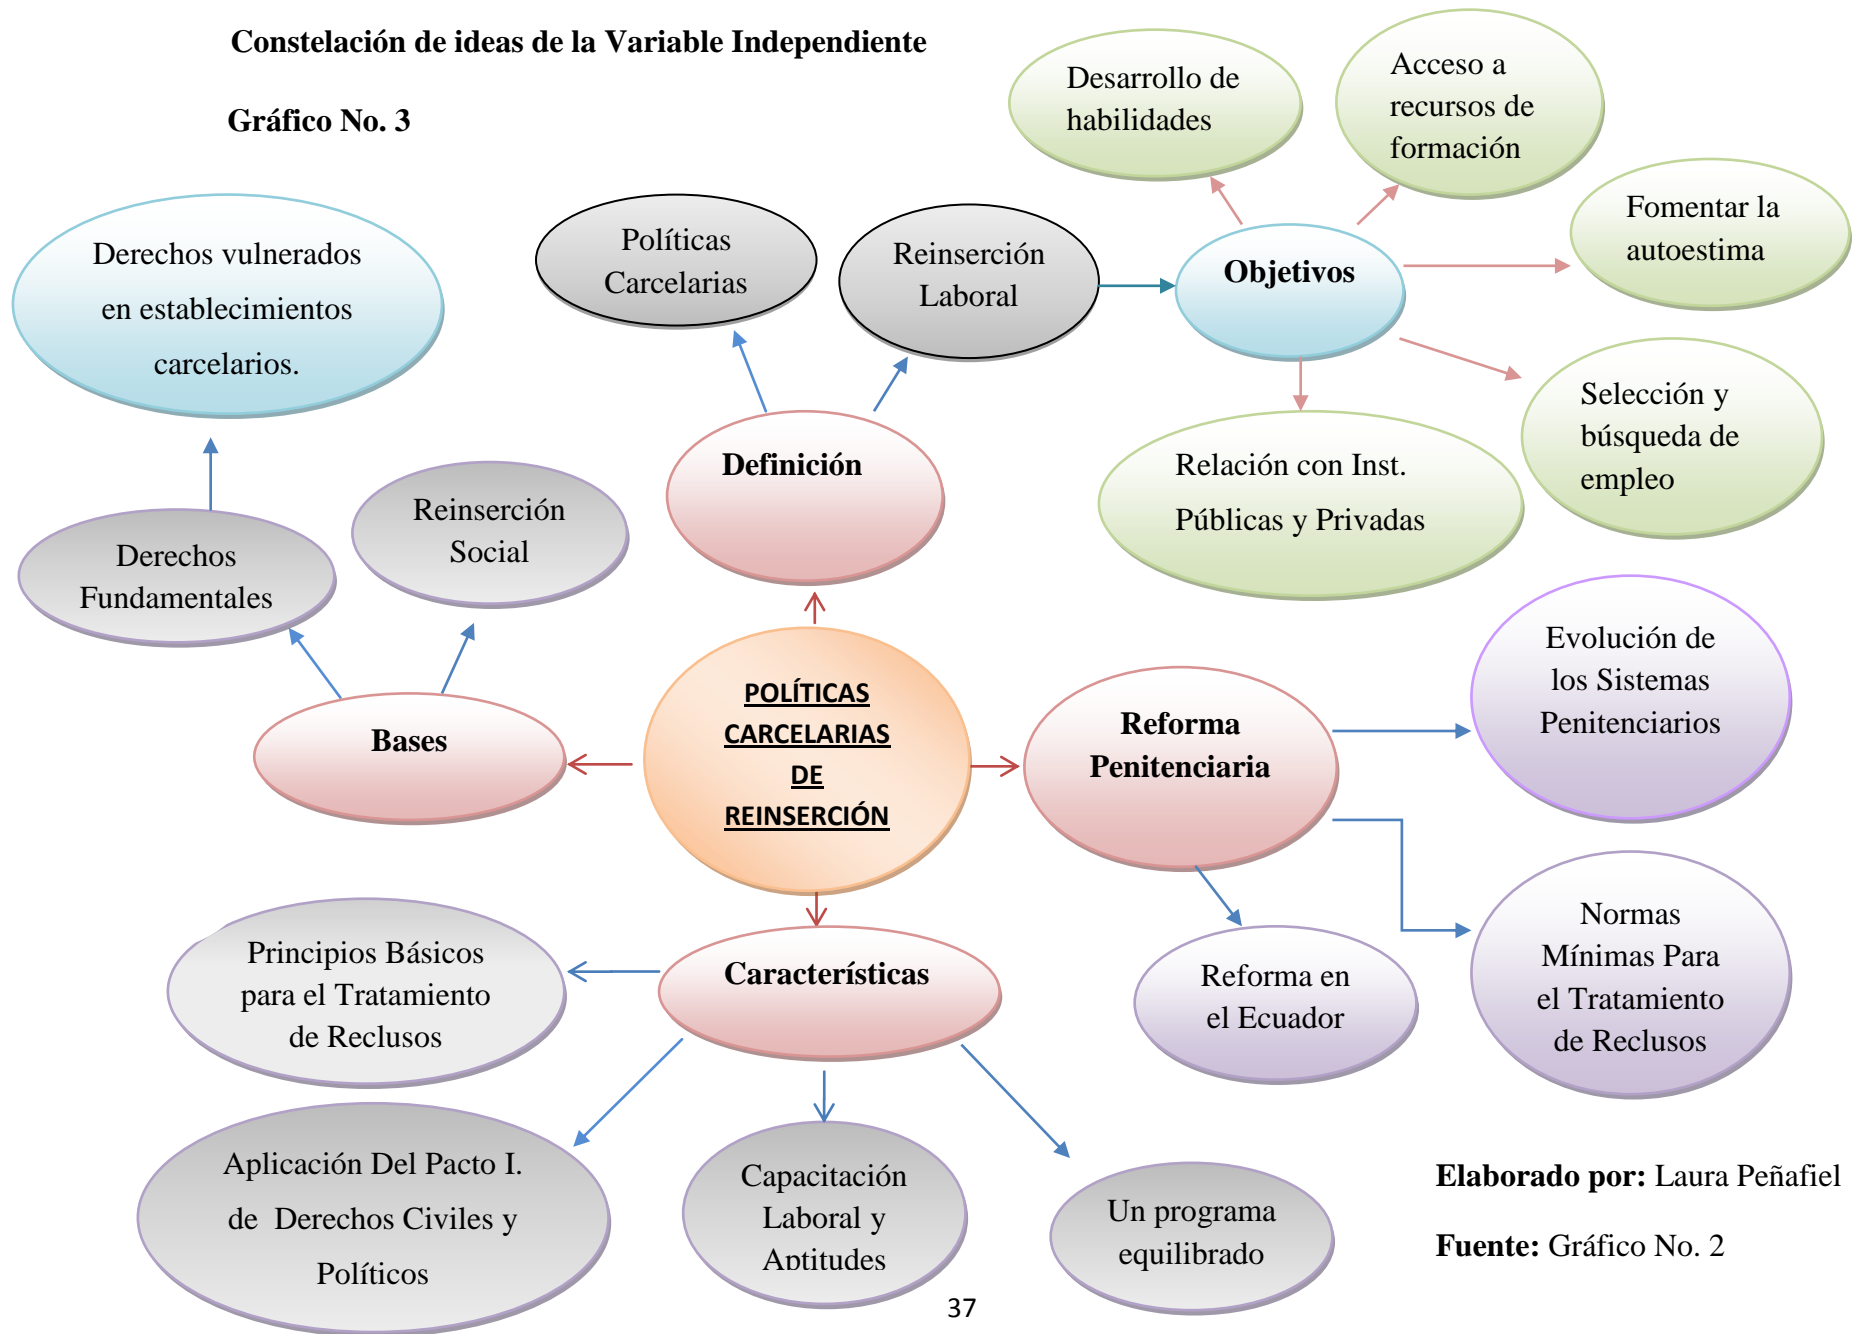 Constelación de ideas de la Variable Independiente
Gráfico No. 3
Desarrollo de
habilidades
Acceso a
recursos de
formación
Fomentar la
autoestima
Derechos vulnerados
en establecimientos
carcelarios.
Políticas
Carcelarias
Reinserción
Laboral
Objetivos
Selección y
búsqueda de
empleo
Relación con Inst.
Públicas y Privadas
Definición
Reinserción
Social
Derechos
Fundamentales
Bases
POLÍTICAS
CARCELARIAS
DE
REINSERCIÓN
Reforma
Penitenciaria
Evolución de
los Sistemas
Penitenciarios
Normas
Mínimas Para
el Tratamiento
de Reclusos
Reforma en
el Ecuador
Características
Principios Básicos
para el Tratamiento
de Reclusos
Aplicación Del Pacto I.
de Derechos Civiles y
Políticos
Capacitación
Laboral y
Aptitudes
Un programa
equilibrado
Elaborado por: Laura Peñafiel
Fuente: Gráfico No. 2
37